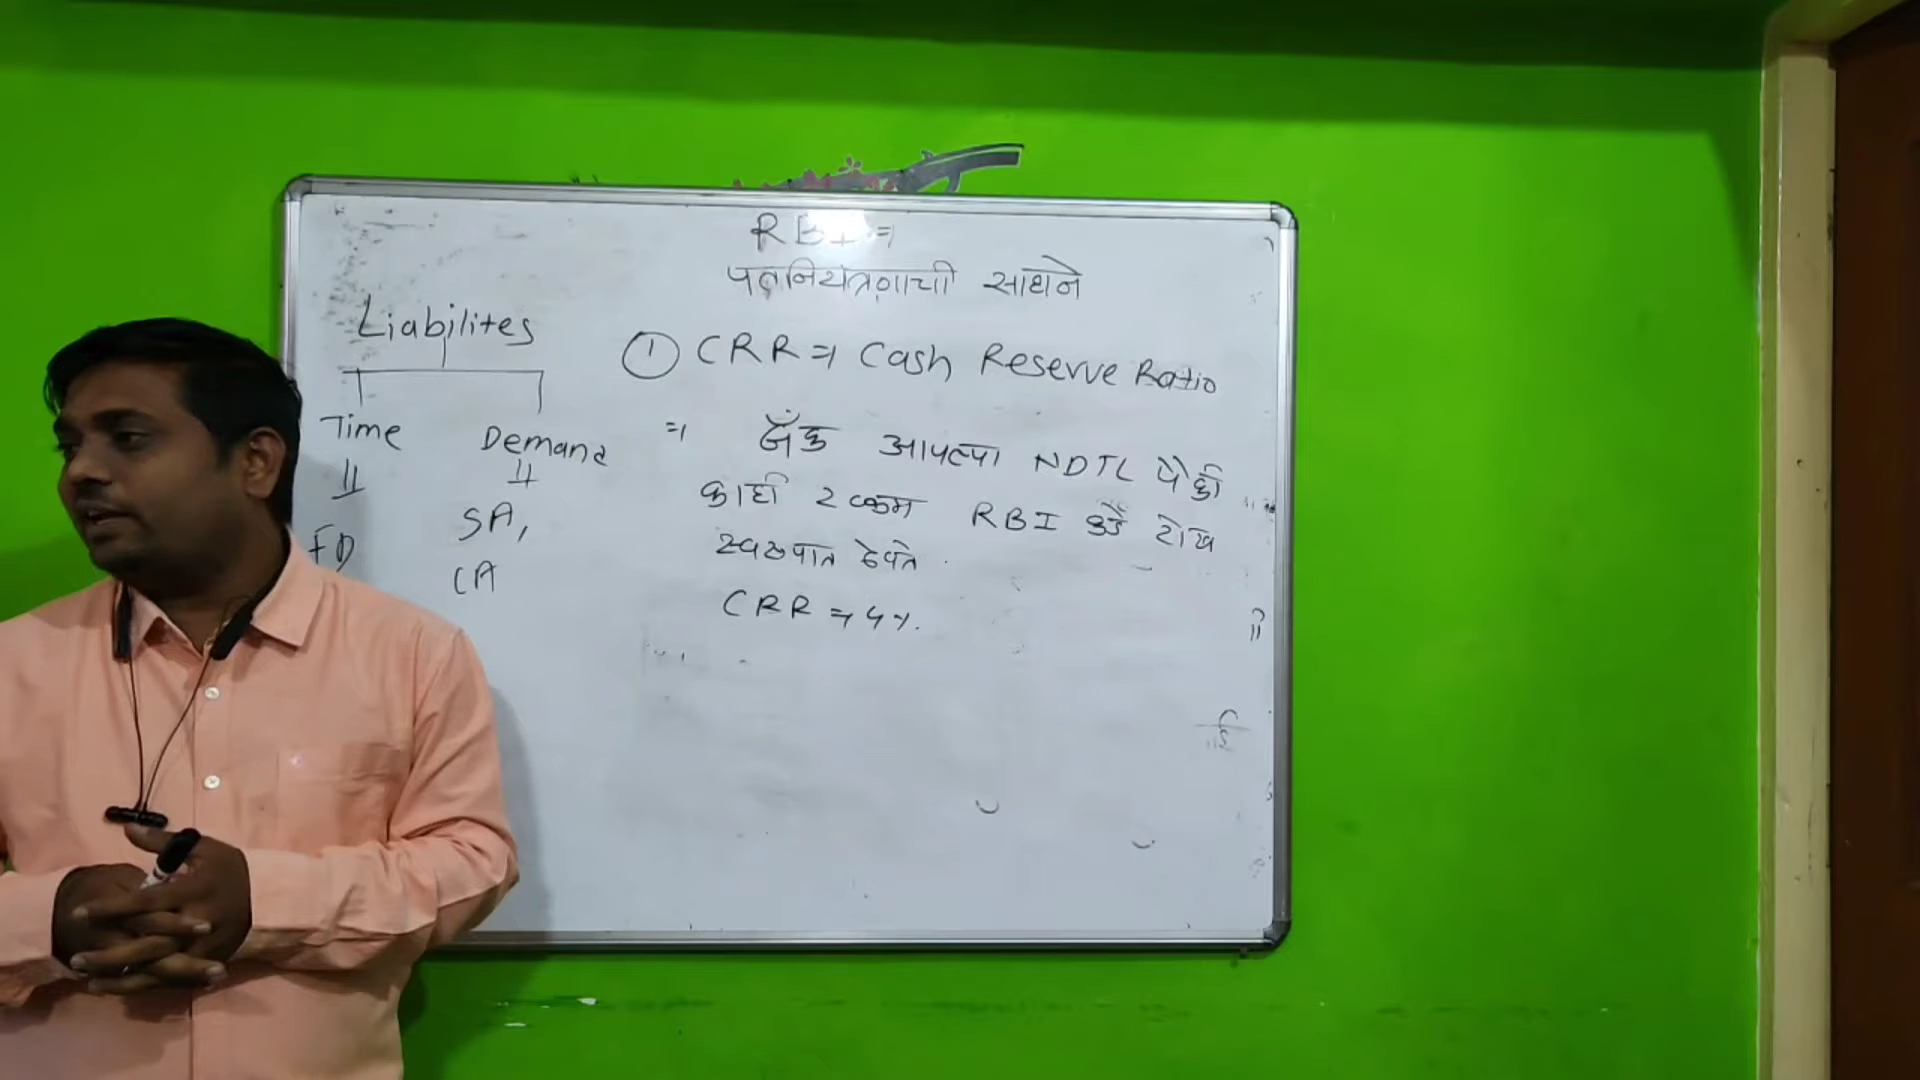 RBI ⇒
पतनियंत्रणाची साधने
Liabilites
Time Demand
FD SA,
CA
① CRR ⇒ Cash Reserve Ratio
⇒ बँक आपल्या NDTL पैकी
काही रक्कम RBI कडे रोख
स्वरुपात ठेवते.
CRR ⇒ 4%.